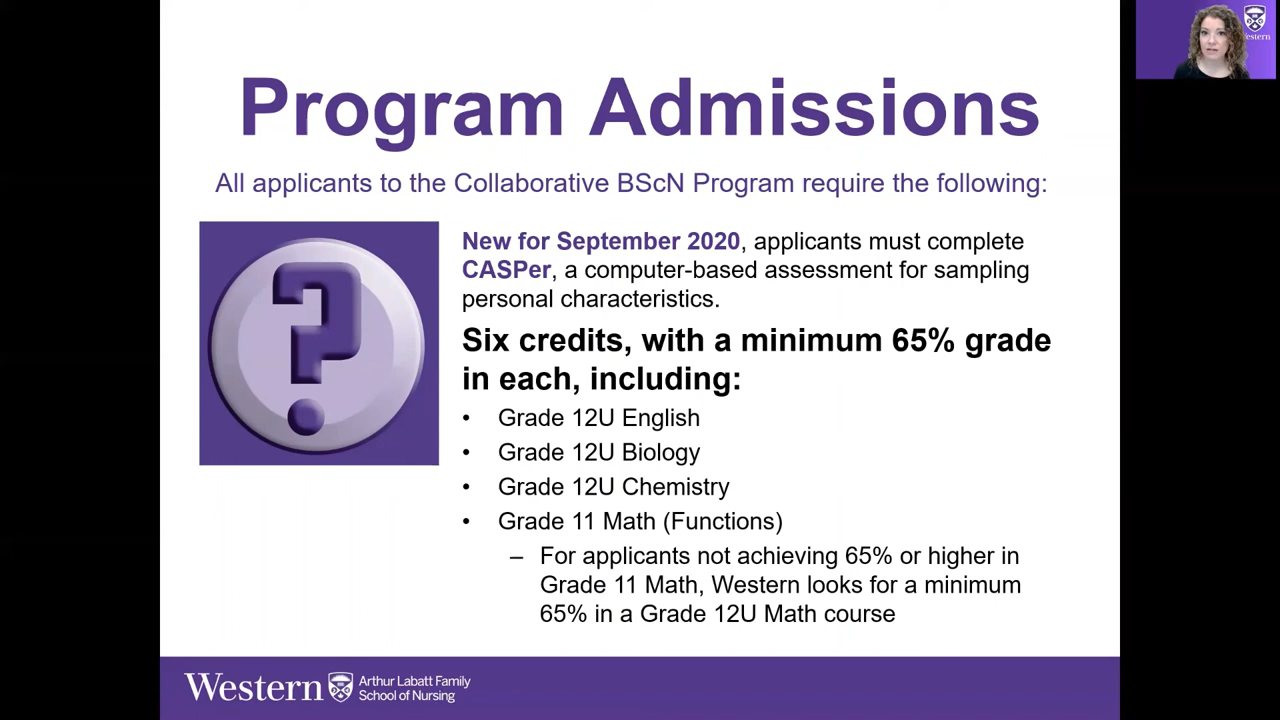 Program Admissions
All applicants to the Collaborative BScN Program require the following:
New for September 2020, applicants must complete
CASPer, a computer-based assessment for sampling
personal characteristics.
Six credits, with a minimum 65% grade
in each, including:
• Grade 12U English
• Grade 12U Biology
• Grade 12U Chemistry
• Grade 11 Math (Functions)
– For applicants not achieving 65% or higher in
Grade 11 Math, Western looks for a minimum
65% in a Grade 12U Math course
Western
Arthur Labatt Family
School of Nursing